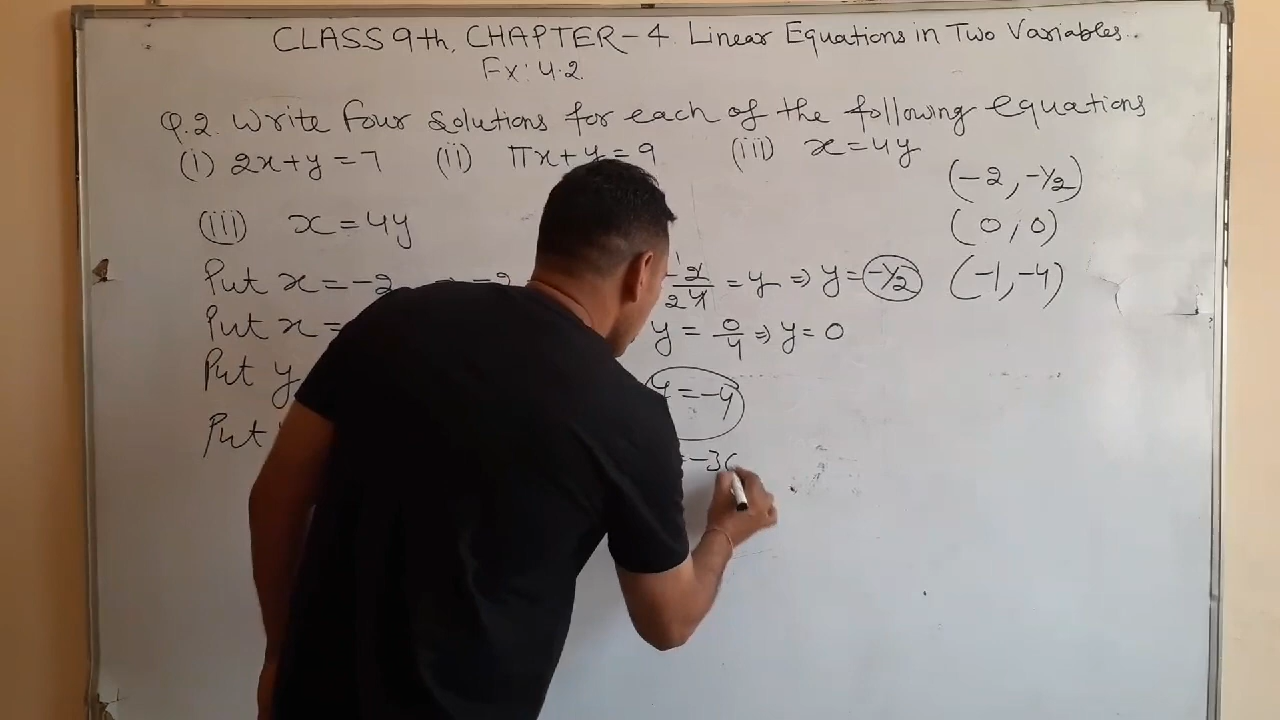 CLASS 9th, CHAPTER-4. Linear Equations in Two Variables..
Ex: 4.2.
Q.2. Write four solutions for each of the following equations
(i) 2x+y=7 (ii) πx+y=9 (iii) x=4y
(-2, -1/2)
(iii) x=4y
(0, 0)
Put x=-2 ⇒ -2 -2/4 = y ⇒ y = -1/2 (-1, -4)
Put x= y = 0/4 ⇒ y = 0
Put y =-4
Put =-36